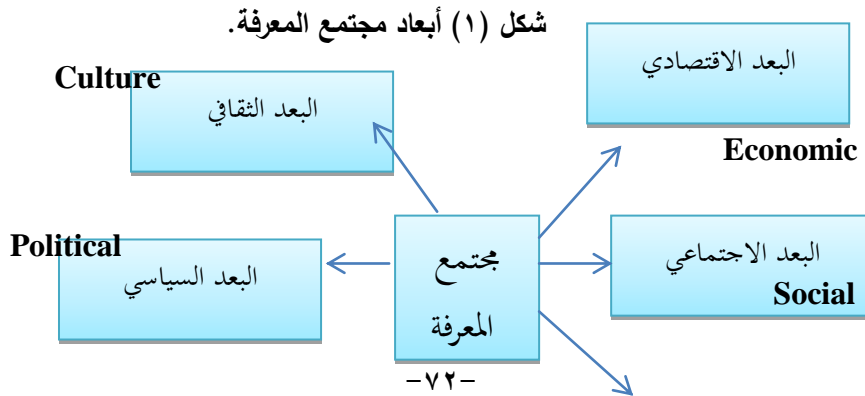 شكل (١) أبعاد مجتمع المعرفة.
البعد الاقتصادي
Economic
Culture
البعد الثقافي
البعد الاجتماعي
Social
مجتمع
المعرفة
Political
البعد السياسي
-٧٢-